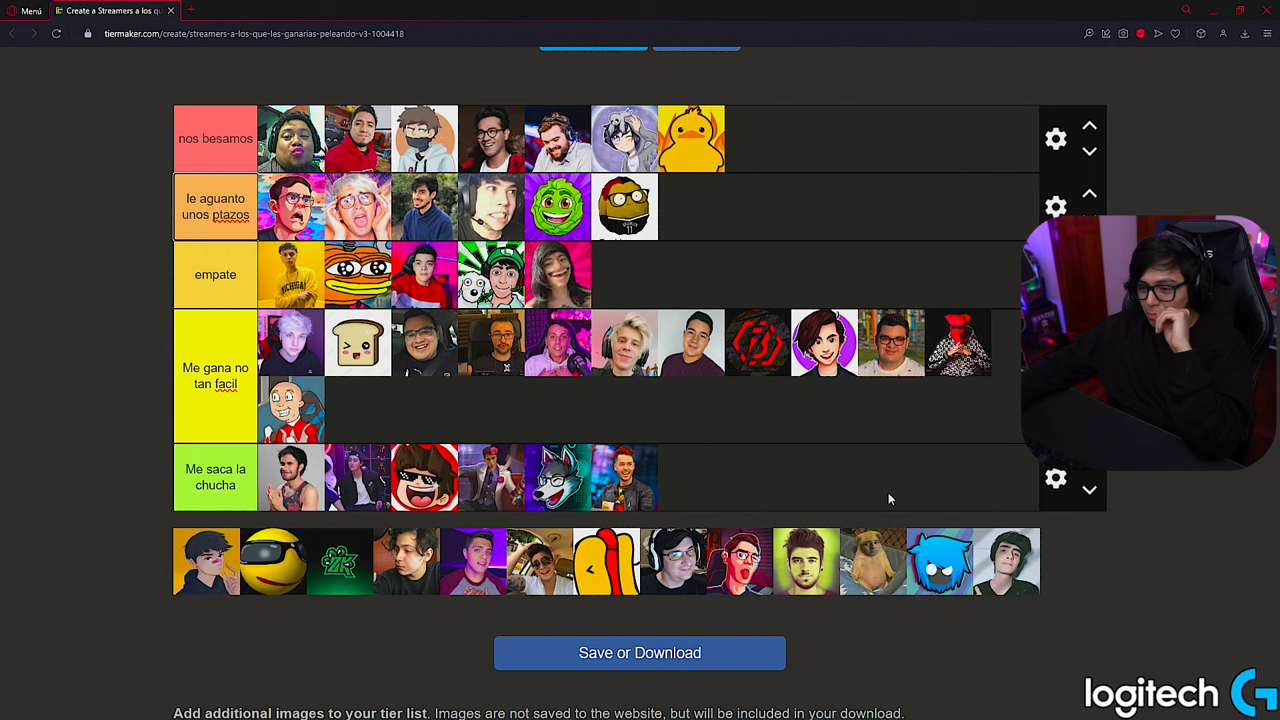 Menú
Create a Streamers a los qu
tiermaker.com/create/streamers-a-los-que-les-ganarias-peleando-v3-1004418
nos besamos
le aguanto
unos ptazos
empate
MICHIGAN
Me gana no
tan facil
Me saca la
chucha
ZK
Save or Download
Add additional images to your tier list. Images are not saved to the website, but will be included in your download.
logitech G